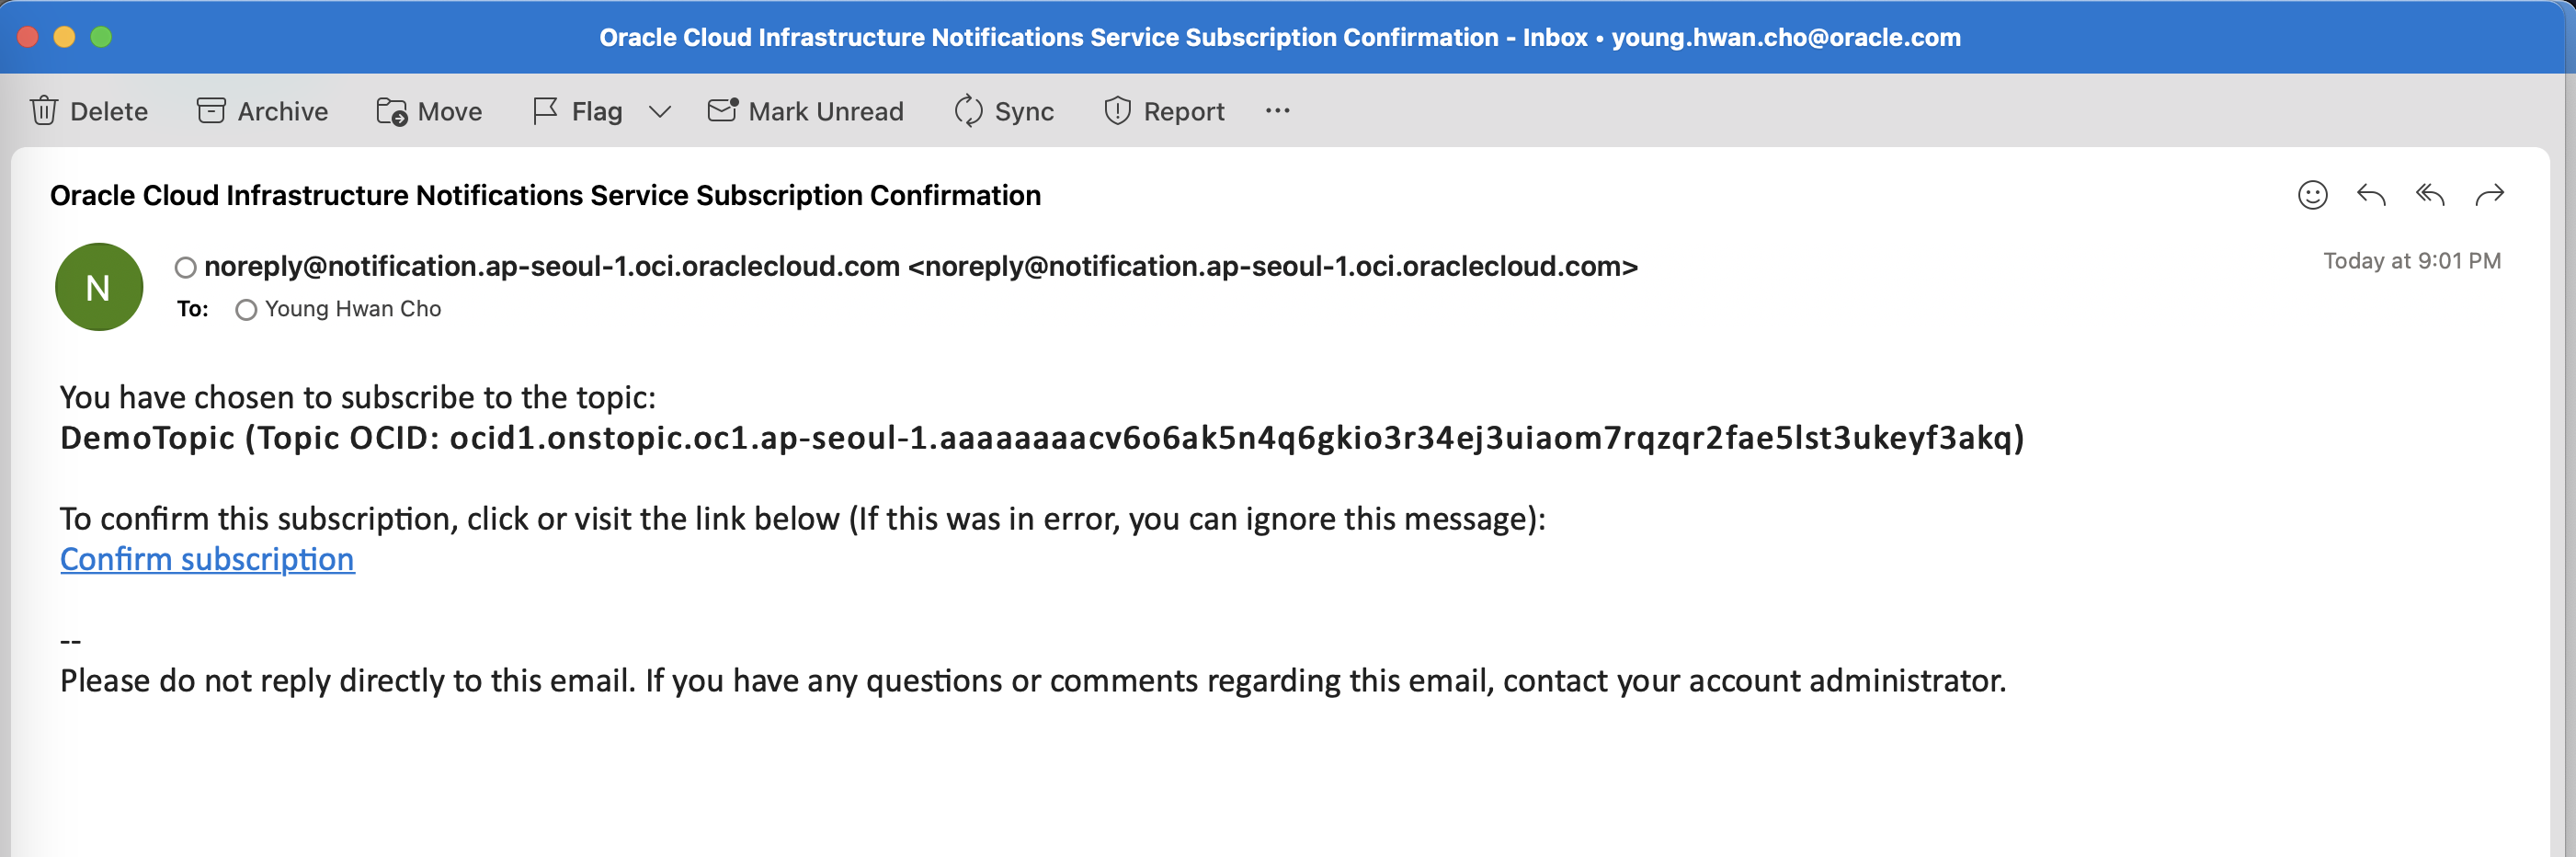 Oracle Cloud Infrastructure Notifications Service Subscription Confirmation - Inbox • young.hwan.cho@oracle.com
Delete Archive Move Flag Mark Unread Sync Report ...
Oracle Cloud Infrastructure Notifications Service Subscription Confirmation
N
noreply@notification.ap-seoul-1.oci.oraclecloud.com <noreply@notification.ap-seoul-1.oci.oraclecloud.com>
Today at 9:01 PM
To: Young Hwan Cho
You have chosen to subscribe to the topic:
DemoTopic (Topic OCID: ocid1.onstopic.oc1.ap-seoul-1.aaaaaaaacv6o6ak5n4q6gkio3r34ej3uiaom7rqzqr2fae5lst3ukeyf3akq)
To confirm this subscription, click or visit the link below (If this was in error, you can ignore this message):
Confirm subscription
--
Please do not reply directly to this email. If you have any questions or comments regarding this email, contact your account administrator.